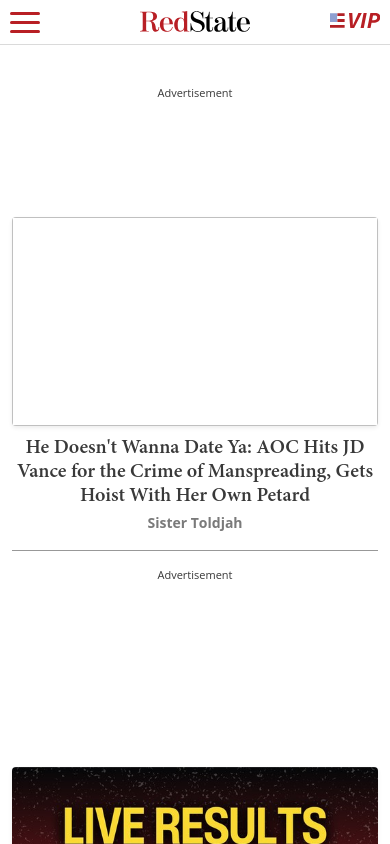 RedState
VIP
Advertisement
He Doesn't Wanna Date Ya: AOC Hits JD
Vance for the Crime of Manspreading, Gets
Hoist With Her Own Petard
Sister Toldjah
Advertisement
LIVE RESULTS